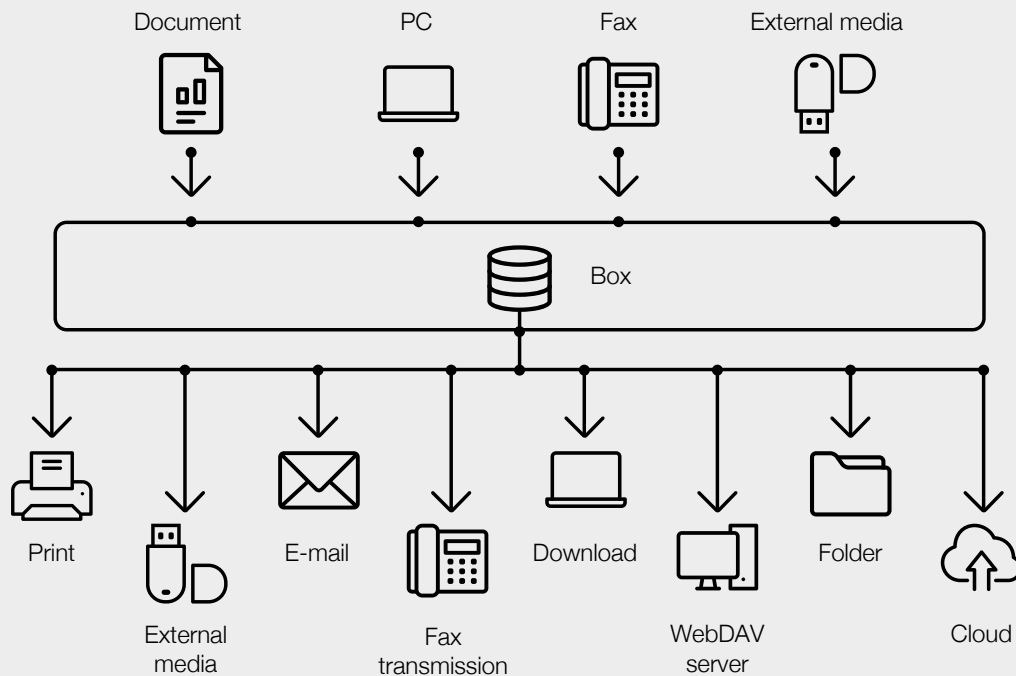 Document
PC
Fax
External media
Box
Print
External
media
E-mail
Fax
transmission
Download
WebDAV
server
Folder
Cloud